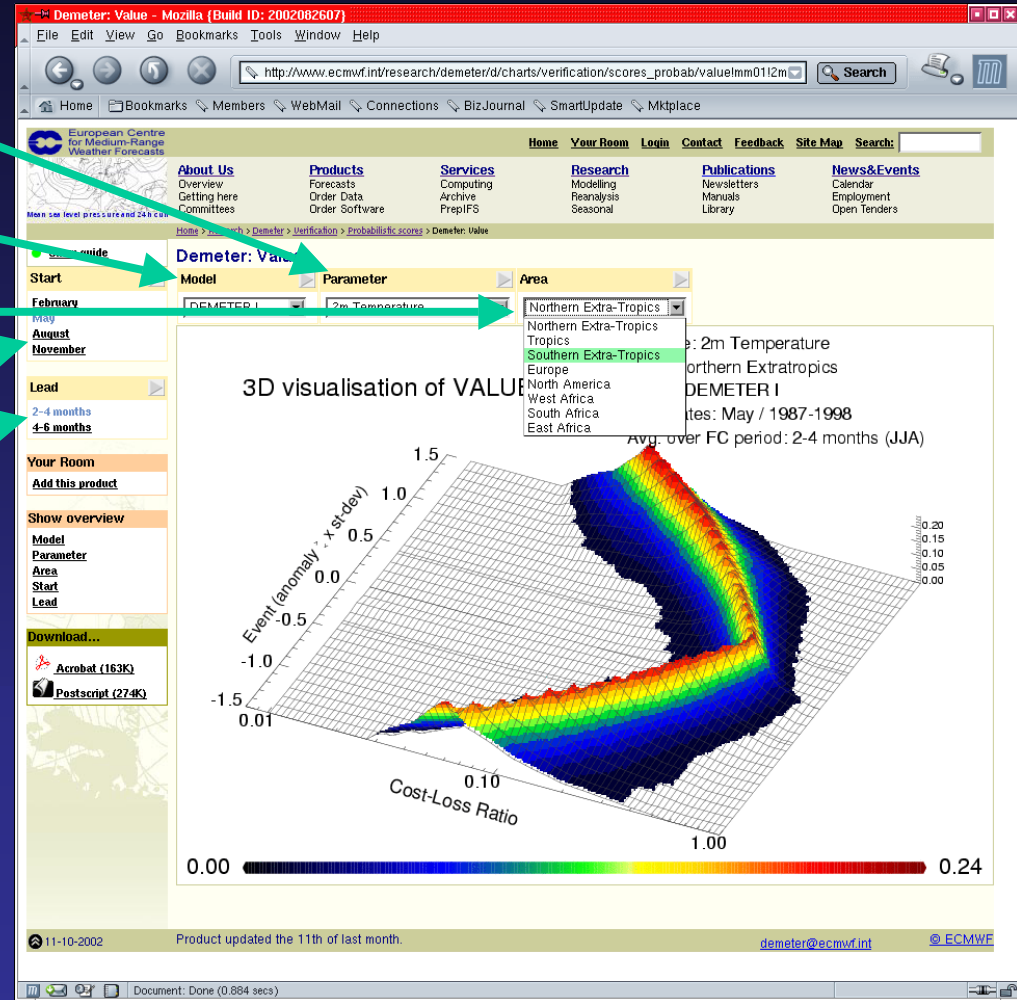 Demeter: Value - Mozilla {Build ID: 2002082607}
File Edit View Go Bookmarks Tools Window Help
http://www.ecmwf.int/research/demeter/d/charts/verification/scores_probab/value!mm01!2m
Search
Home Bookmarks Members WebMail Connections BizJournal SmartUpdate Mktplace
European Centre
for Medium-Range
Weather Forecasts
Home Your Room Login Contact Feedback Site Map Search:
About Us Products Services Research Publications News&Events
Overview Forecasts Computing Modelling Newsletters Calendar
Getting here Order Data Archive Reanalysis Manuals Employment
Committees Order Software PrepIFS Seasonal Library Open Tenders
Mean sea level pressure and 24h
Home > > Demeter > Verification > Probabilistic scores > Demeter: Value
guide
Demeter:
Start
Model Parameter Area
February
May
August
November
DEMETER I 2m Temperature Northern Extra-Tropics
Northern Extra-Tropics
Tropics
Southern Extra-Tropics
Europe
North America
West Africa
South Africa
East Africa
Lead
2-4 months
4-6 months
Your Room
Add this product
Show overview
Model
Parameter
Area
Start
Lead
Download...
Acrobat (163K)
Postscript (274K)
3D visualisation of
: 2m Temperature
orthern Extratropics
DEMETER I
tes: May / 1987-1998
Avg. over FC period: 2-4 months (JJA)
1.5
1.0
0.5
0.0
-0.5
-1.0
-1.5
Event (anomaly * x st-dev)
0.01
0.10
1.00
Cost-Loss Ratio
0.20
0.15
0.10
0.05
0.00
0.00 0.24
11-10-2002 Product updated the 11th of last month. demeter@ecmwf.int © ECMWF
Document: Done (0.884 secs)